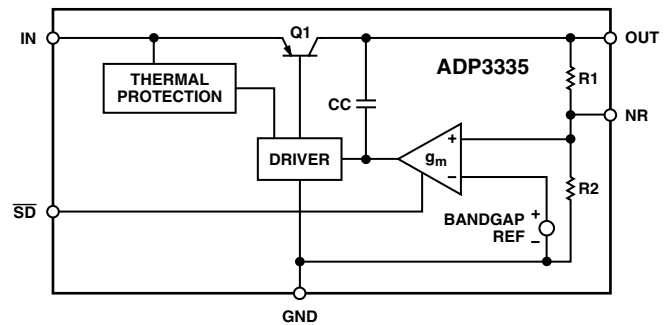 IN
Q1
OUT
THERMAL
PROTECTION
CC
ADP3335
R1
NR
DRIVER
gm
+
−
R2
SD
BANDGAP
REF
+
−
GND